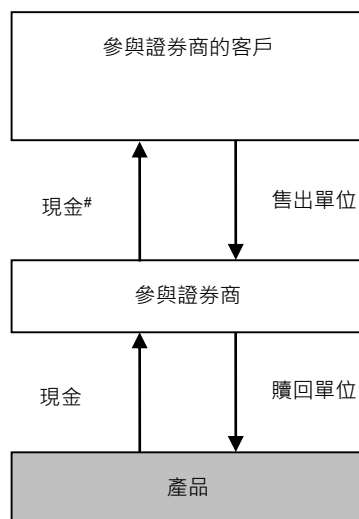 參與證券商的客戶
現金#
售出單位
參與證券商
現金
贖回單位
產品